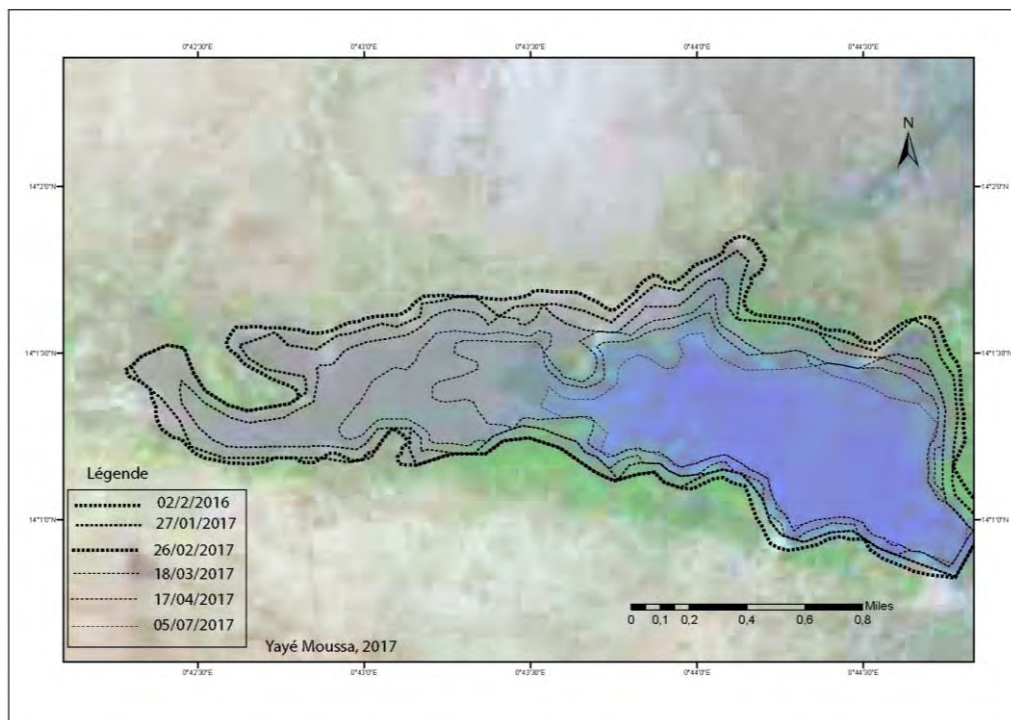 0°42'30"E 0°43'0"E 0°43'30"E 0°44'0"E 0°44'30"E
N
14°2'0"N 14°2'0"N
14°1'30"N 14°1'30"N
Légende
02/2/2016
27/01/2017
26/02/2017
18/03/2017
17/04/2017
05/07/2017
14°1'0"N 14°1'0"N
Miles
0 0,1 0,2 0,4 0,6 0,8
Yayé Moussa, 2017
0°42'30"E 0°43'0"E 0°43'30"E 0°44'0"E 0°44'30"E